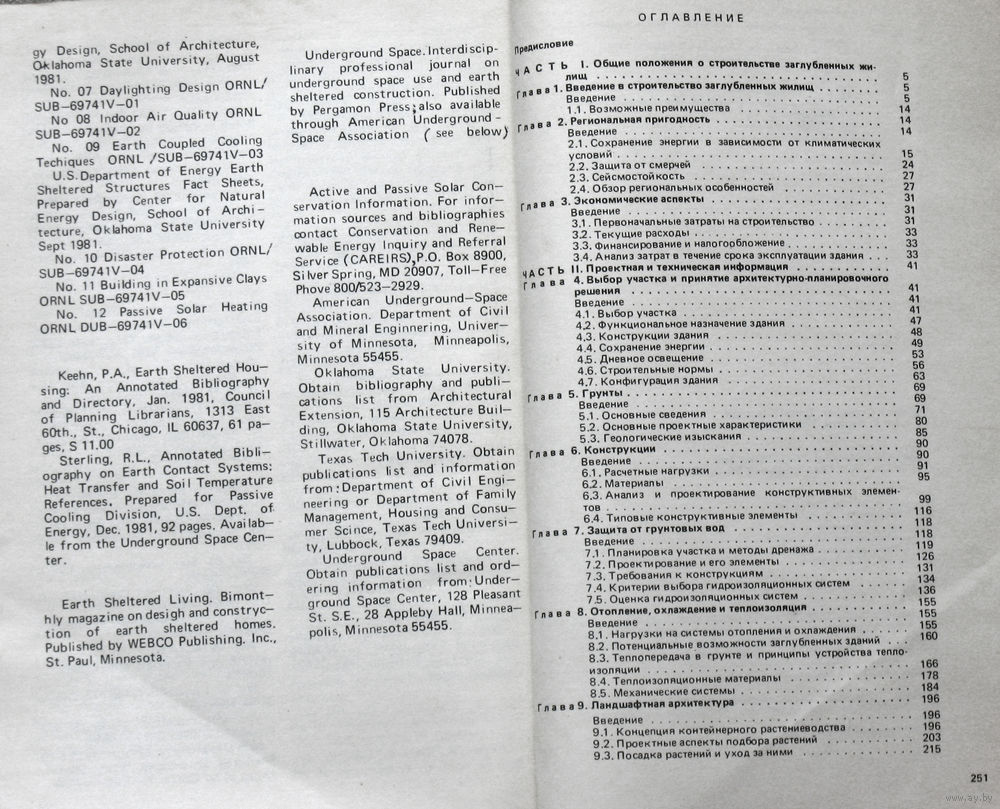 gy Design, School of Architecture,
Oklahoma State University, August
1981.
No. 07 Daylighting Design ORNL/
SUB—69741V—01
No 08 Indoor Air Quality ORNL
SUB—69741V—02
No. 09 Earth Coupled Cooling
Techiques ORNL /SUB—69741V—03
U.S. Department of Energy Earth
Sheltered Structures Fact Sheets,
Prepared by Center for Natural
Energy Design, School of Archi—
tecture, Oklahoma State University
Sept 1981.
No. 10 Disaster Protection ORNL/
SUB—69741V—04
No. 11 Building in Expansive Clays
ORNL SUB—69741V—05
No. 12 Passive Solar Heating
ORNL DUB—69741V—06
Keehn, P.A., Earth Sheltered Hou—
sing: An Annotated Bibliography
and Directory, Jan. 1981, Council
of Planning Librarians, 1313 East
60th., St., Chicago, IL 60637, 61 pa—
ges, S 11.00
Sterling, R.L., Annotated Bibli—
ography on Earth Contact Systems:
Heat Transfer and Soil Temperature
References. Prepared for Passive
Cooling Division, U.S. Dept. of
Energy, Dec. 1981, 92 pages. Availab—
le from the Underground Space Cen—
ter.
Earth Sheltered Living. Bimont—
hly magazine on desigh and construc—
tion of earth sheltered homes.
Published by WEBCO Publishing. Inc.,
St. Paul, Minnesota.
Underground Space. Interdiscip—
linary professional journal on
underground space use and earth
sheltered construction. Published
by Pergamon Press; also available
through American Underground —
Space Association ( see below)
Active and Passive Solar Con—
servation Information. For infor—
mation sources and bibliographies
contact Conservation and Rene—
wable Energy Inquiry and Referral
Service (CAREIRS), P.O. Box 8900,
Silver Spring, MD 20907, Toll—Free
Phove 800/523—2929.
American Underground—Space
Association. Department of Civil
and Mineral Enginnering, Univer—
sity of Minnesota, Minneapolis,
Minnesota 55455.
Oklahoma State University.
Obtain bibliography and publi—
cations list from Architectural
Extension, 115 Architecture Buil—
ding, Oklahoma State University,
Stillwater, Oklahoma 74078.
Texas Tech University. Obtain
publications list and information
from : Department of Civil Engi—
neering or Department of Family
Management, Housing and Consu—
mer Scince, Texas Tech Universi—
ty, Lubbock, Texas 79409.
Underground Space Center.
Obtain publications list and ord—
ering information from: Under—
ground Space Center, 128 Pleasant
St. S.E., 28 Appleby Hall, Minnea—
polis, Minnesota 55455.
ОГЛАВЛЕНИЕ
Предисловие
ЧАСТЬ I. Общие положения о строительстве заглубленных жи-
лищ . . . 5
Глава 1. Введение в строительство заглубленных жилищ . . . 5
Введение . . . 5
1.1. Возможные преимущества . . . 14
Глава 2. Региональная пригодность . . . 14
Введение . . . 14
2.1. Сохранение энергии в зависимости от климатических
условий . . . 15
2.2. Защита от смерчей . . . 24
2.3. Сейсмостойкость . . . 27
2.4. Обзор региональных особенностей . . . 27
Глава 3. Экономические аспекты . . . 31
Введение . . . 31
3.1. Первоначальные затраты на строительство . . . 31
3.2. Текущие расходы . . . 33
3.3. Финансирование и налогообложение . . . 33
3.4. Анализ затрат в течение срока эксплуатации здания . . . 33
ЧАСТЬ II. Проектная и техническая информация . . . 41
Глава 4. Выбор участка и принятие архитектурно-планировочного
решения . . . 41
Введение . . . 41
4.1. Выбор участка . . . 41
4.2. Функциональное назначение здания . . . 47
4.3. Конструкции здания . . . 48
4.4. Сохранение энергии . . . 49
4.5. Дневное освещение . . . 53
4.6. Строительные нормы . . . 56
4.7. Конфигурация здания . . . 63
Глава 5. Грунты . . . 69
Введение . . . 69
5.1. Основные сведения . . . 71
5.2. Основные проектные характеристики . . . 80
5.3. Геологические изыскания . . . 85
Глава 6. Конструкции . . . 90
Введение . . . 90
6.1. Расчетные нагрузки . . . 91
6.2. Материалы . . . 95
6.3. Анализ и проектирование конструктивных элемен-
тов . . . 99
6.4. Типовые конструктивные элементы . . . 116
Глава 7. Защита от грунтовых вод . . . 118
Введение . . . 118
7.1. Планировка участка и методы дренажа . . . 119
7.2. Проектирование и его элементы . . . 126
7.3. Требования к конструкциям . . . 131
7.4. Критерии выбора гидроизоляционных систем . . . 134
7.5. Оценка гидроизоляционных систем . . . 136
Глава 8. Отопление, охлаждение и теплоизоляция . . . 155
Введение . . . 155
8.1. Нагрузки на системы отопления и охлаждения . . . 155
8.2. Потенциальные возможности заглубленных зданий . . . 160
8.3. Теплопередача в грунте и принципы устройства тепло-
изоляции . . . 166
8.4. Теплоизоляционные материалы . . . 178
8.5. Механические системы . . . 184
Глава 9. Ландшафтная архитектура . . . 196
Введение . . . 196
9.1. Концепция контейнерного растениеводства . . . 196
9.2. Проектные аспекты подбора растений . . . 203
9.3. Посадка растений и уход за ними . . . 215
251
www.ay.by